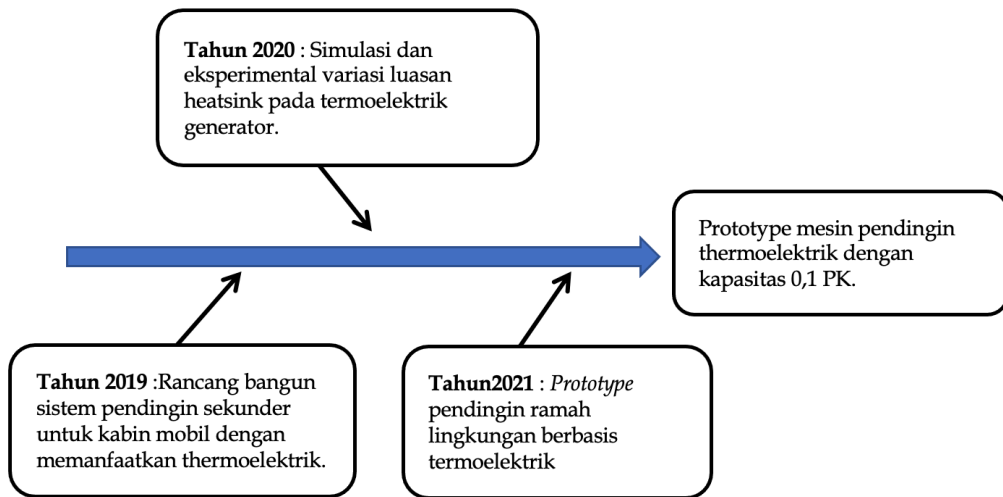 Tahun 2020 : Simulasi dan
eksperimental variasi luasan
heatsink pada termoelektrik
generator.
Prototype mesin pendingin
thermoelektrik dengan
kapasitas 0,1 PK.
Tahun 2019 :Rancang bangun
sistem pendingin sekunder
untuk kabin mobil dengan
memanfaatkan thermoelektrik.
Tahun2021 : Prototype
pendingin ramah
lingkungan berbasis
termoelektrik